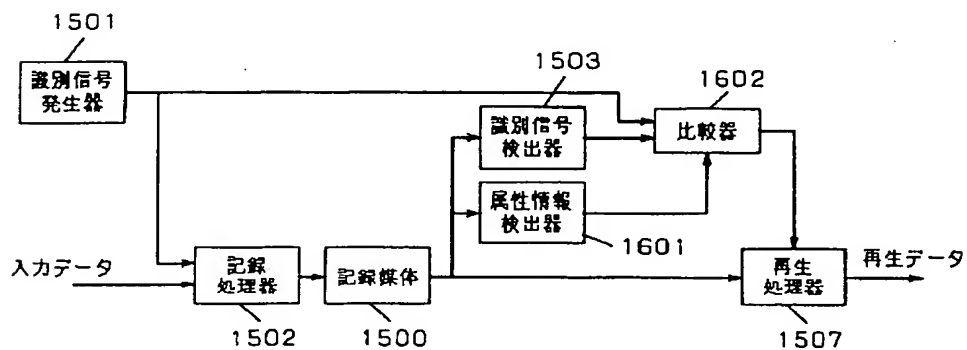 1501
識別信号
発生器
1503
識別信号
検出器
1602
比較器
属性情報
検出器
1601
入力データ
記録
処理器
1502
記録媒体
1500
再生
処理器
1507
再生データ